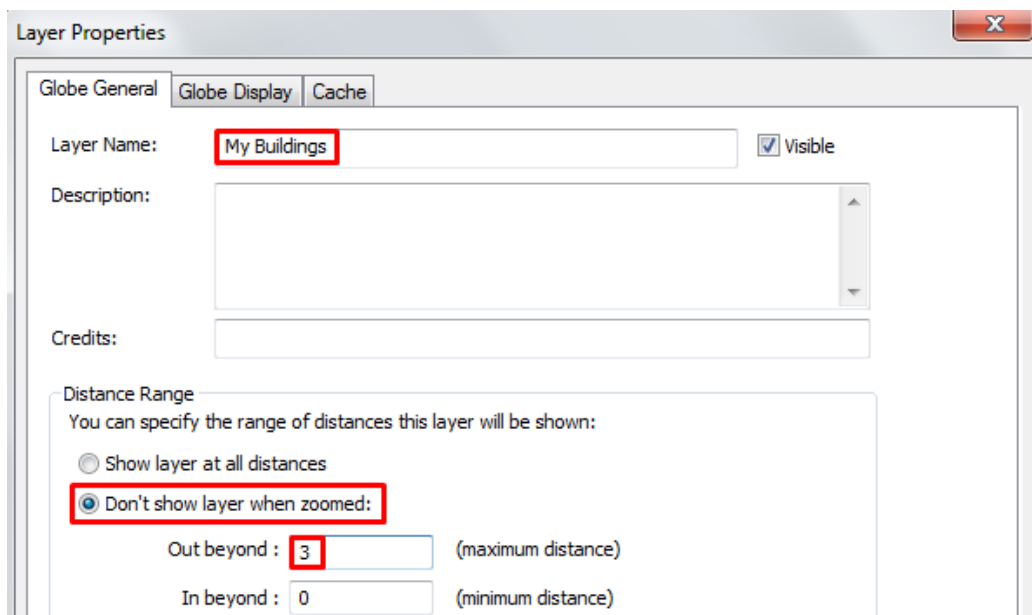 Layer Properties
Globe General Globe Display Cache
Layer Name: My Buildings Visible
Description:
Credits:
Distance Range
You can specify the range of distances this layer will be shown:
Show layer at all distances
Don't show layer when zoomed:
Out beyond : 3 (maximum distance)
In beyond : 0 (minimum distance)